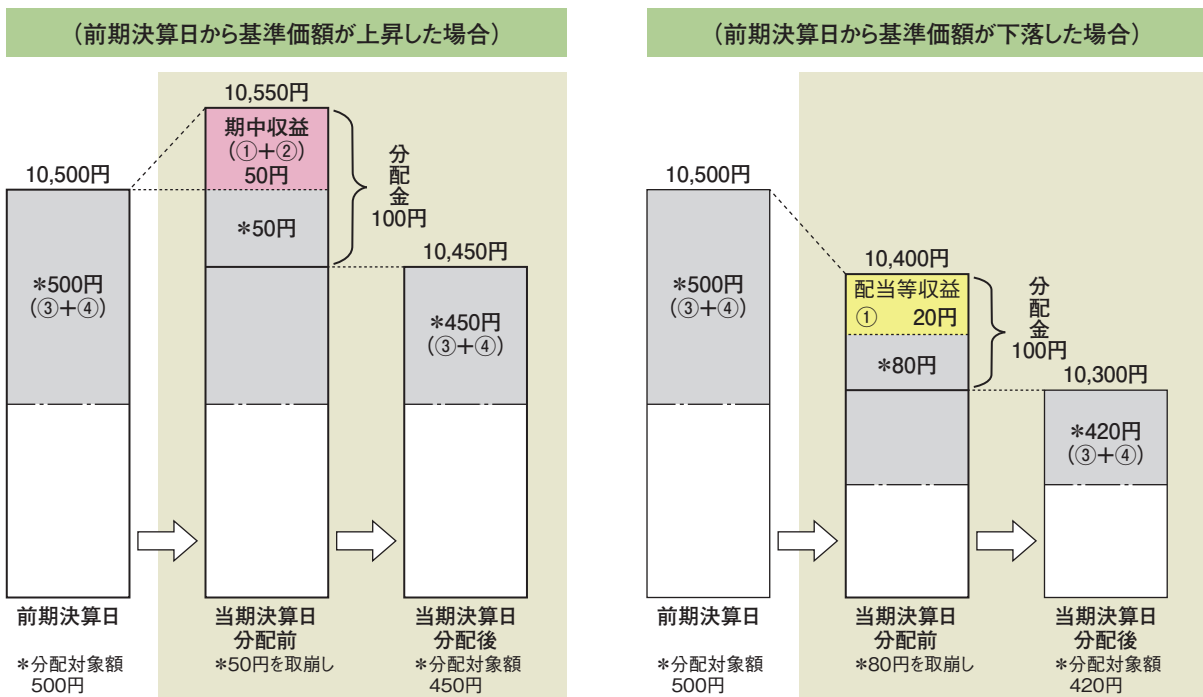 (前期決算日から基準価額が上昇した場合)
10,550円
期中収益
(①+②)
50円
10,500円
分配金
100円
*50円
10,450円
*500円
(③+④)
*450円
(③+④)
前期決算日
当期決算日
分配前
当期決算日
分配後
*分配対象額
500円
*50円を取崩し
*分配対象額
450円
(前期決算日から基準価額が下落した場合)
10,500円
10,400円
配当等収益
① 20円
分配金
100円
*500円
(③+④)
*80円
10,300円
*420円
(③+④)
前期決算日
当期決算日
分配前
当期決算日
分配後
*分配対象額
500円
*80円を取崩し
*分配対象額
420円